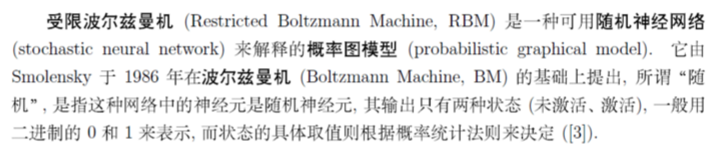 受限波尔兹曼机 (Restricted Boltzmann Machine, RBM) 是一种可用随机神经网络
(stochastic neural network) 来解释的概率图模型 (probabilistic graphical model). 它由
Smolensky 于 1986 年在波尔兹曼机 (Boltzmann Machine, BM) 的基础上提出, 所谓 “随
机”, 是指这种网络中的神经元是随机神经元, 其输出只有两种状态 (未激活、激活), 一般用
二进制的 0 和 1 来表示, 而状态的具体取值则根据概率统计法则来决定 ([3]).